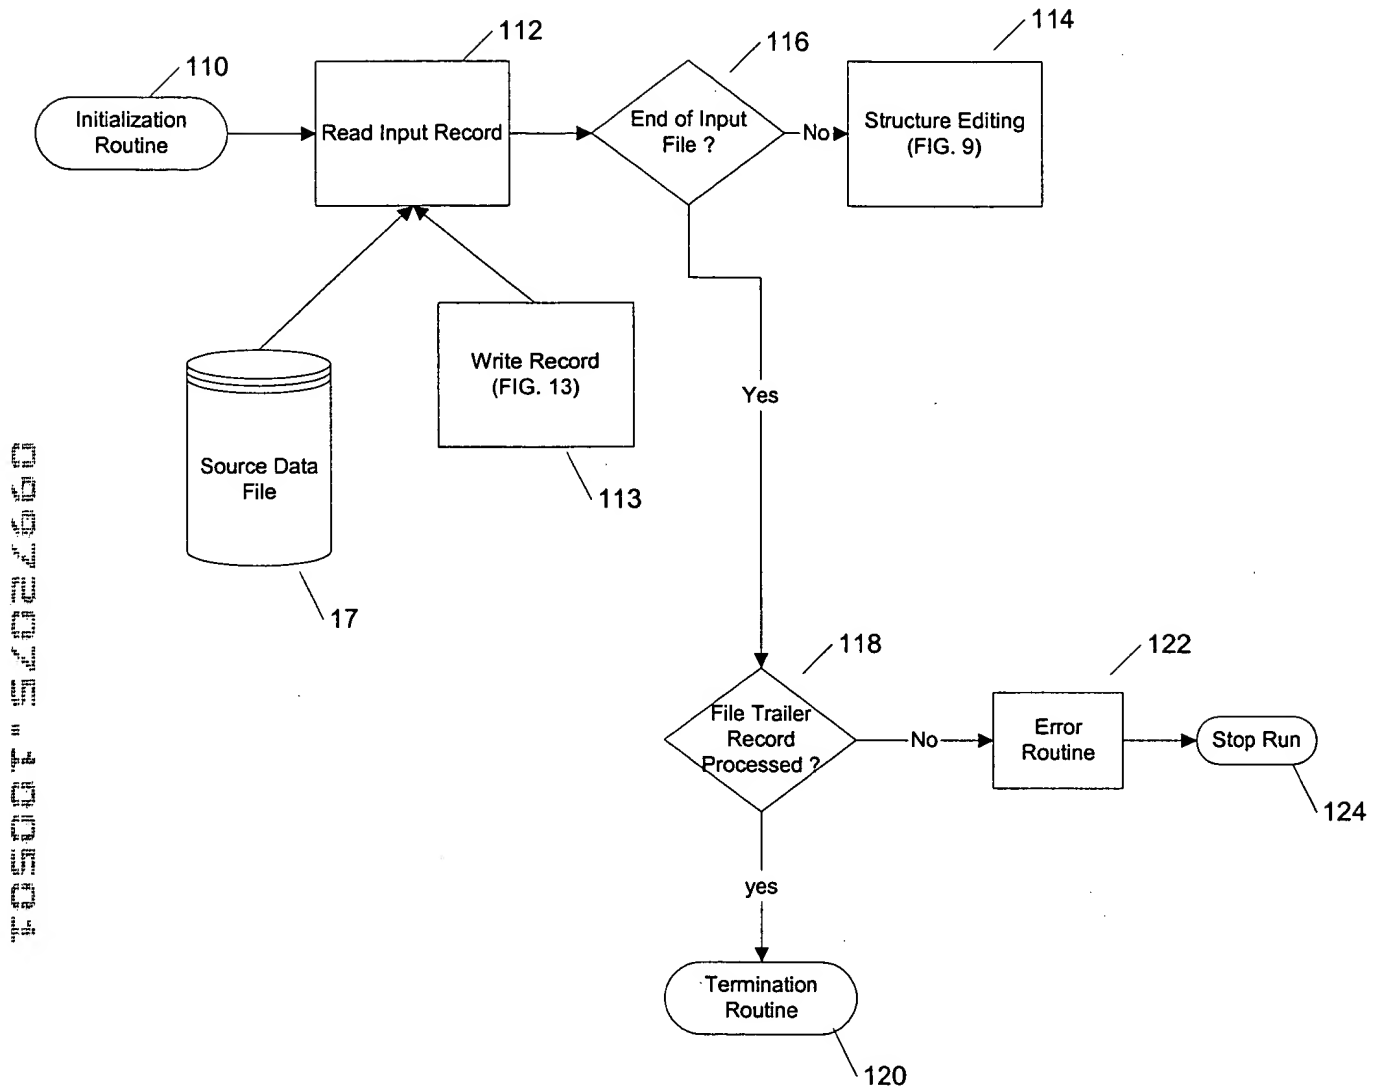 110
Initialization
Routine
112
Read Input Record
116
End of Input
File ?
No
114
Structure Editing
(FIG. 9)
Write Record
(FIG. 13)
113
Source Data
File
17
Yes
118
File Trailer
Record
Processed ?
No
122
Error
Routine
Stop Run
124
yes
Termination
Routine
120
09972075.100501